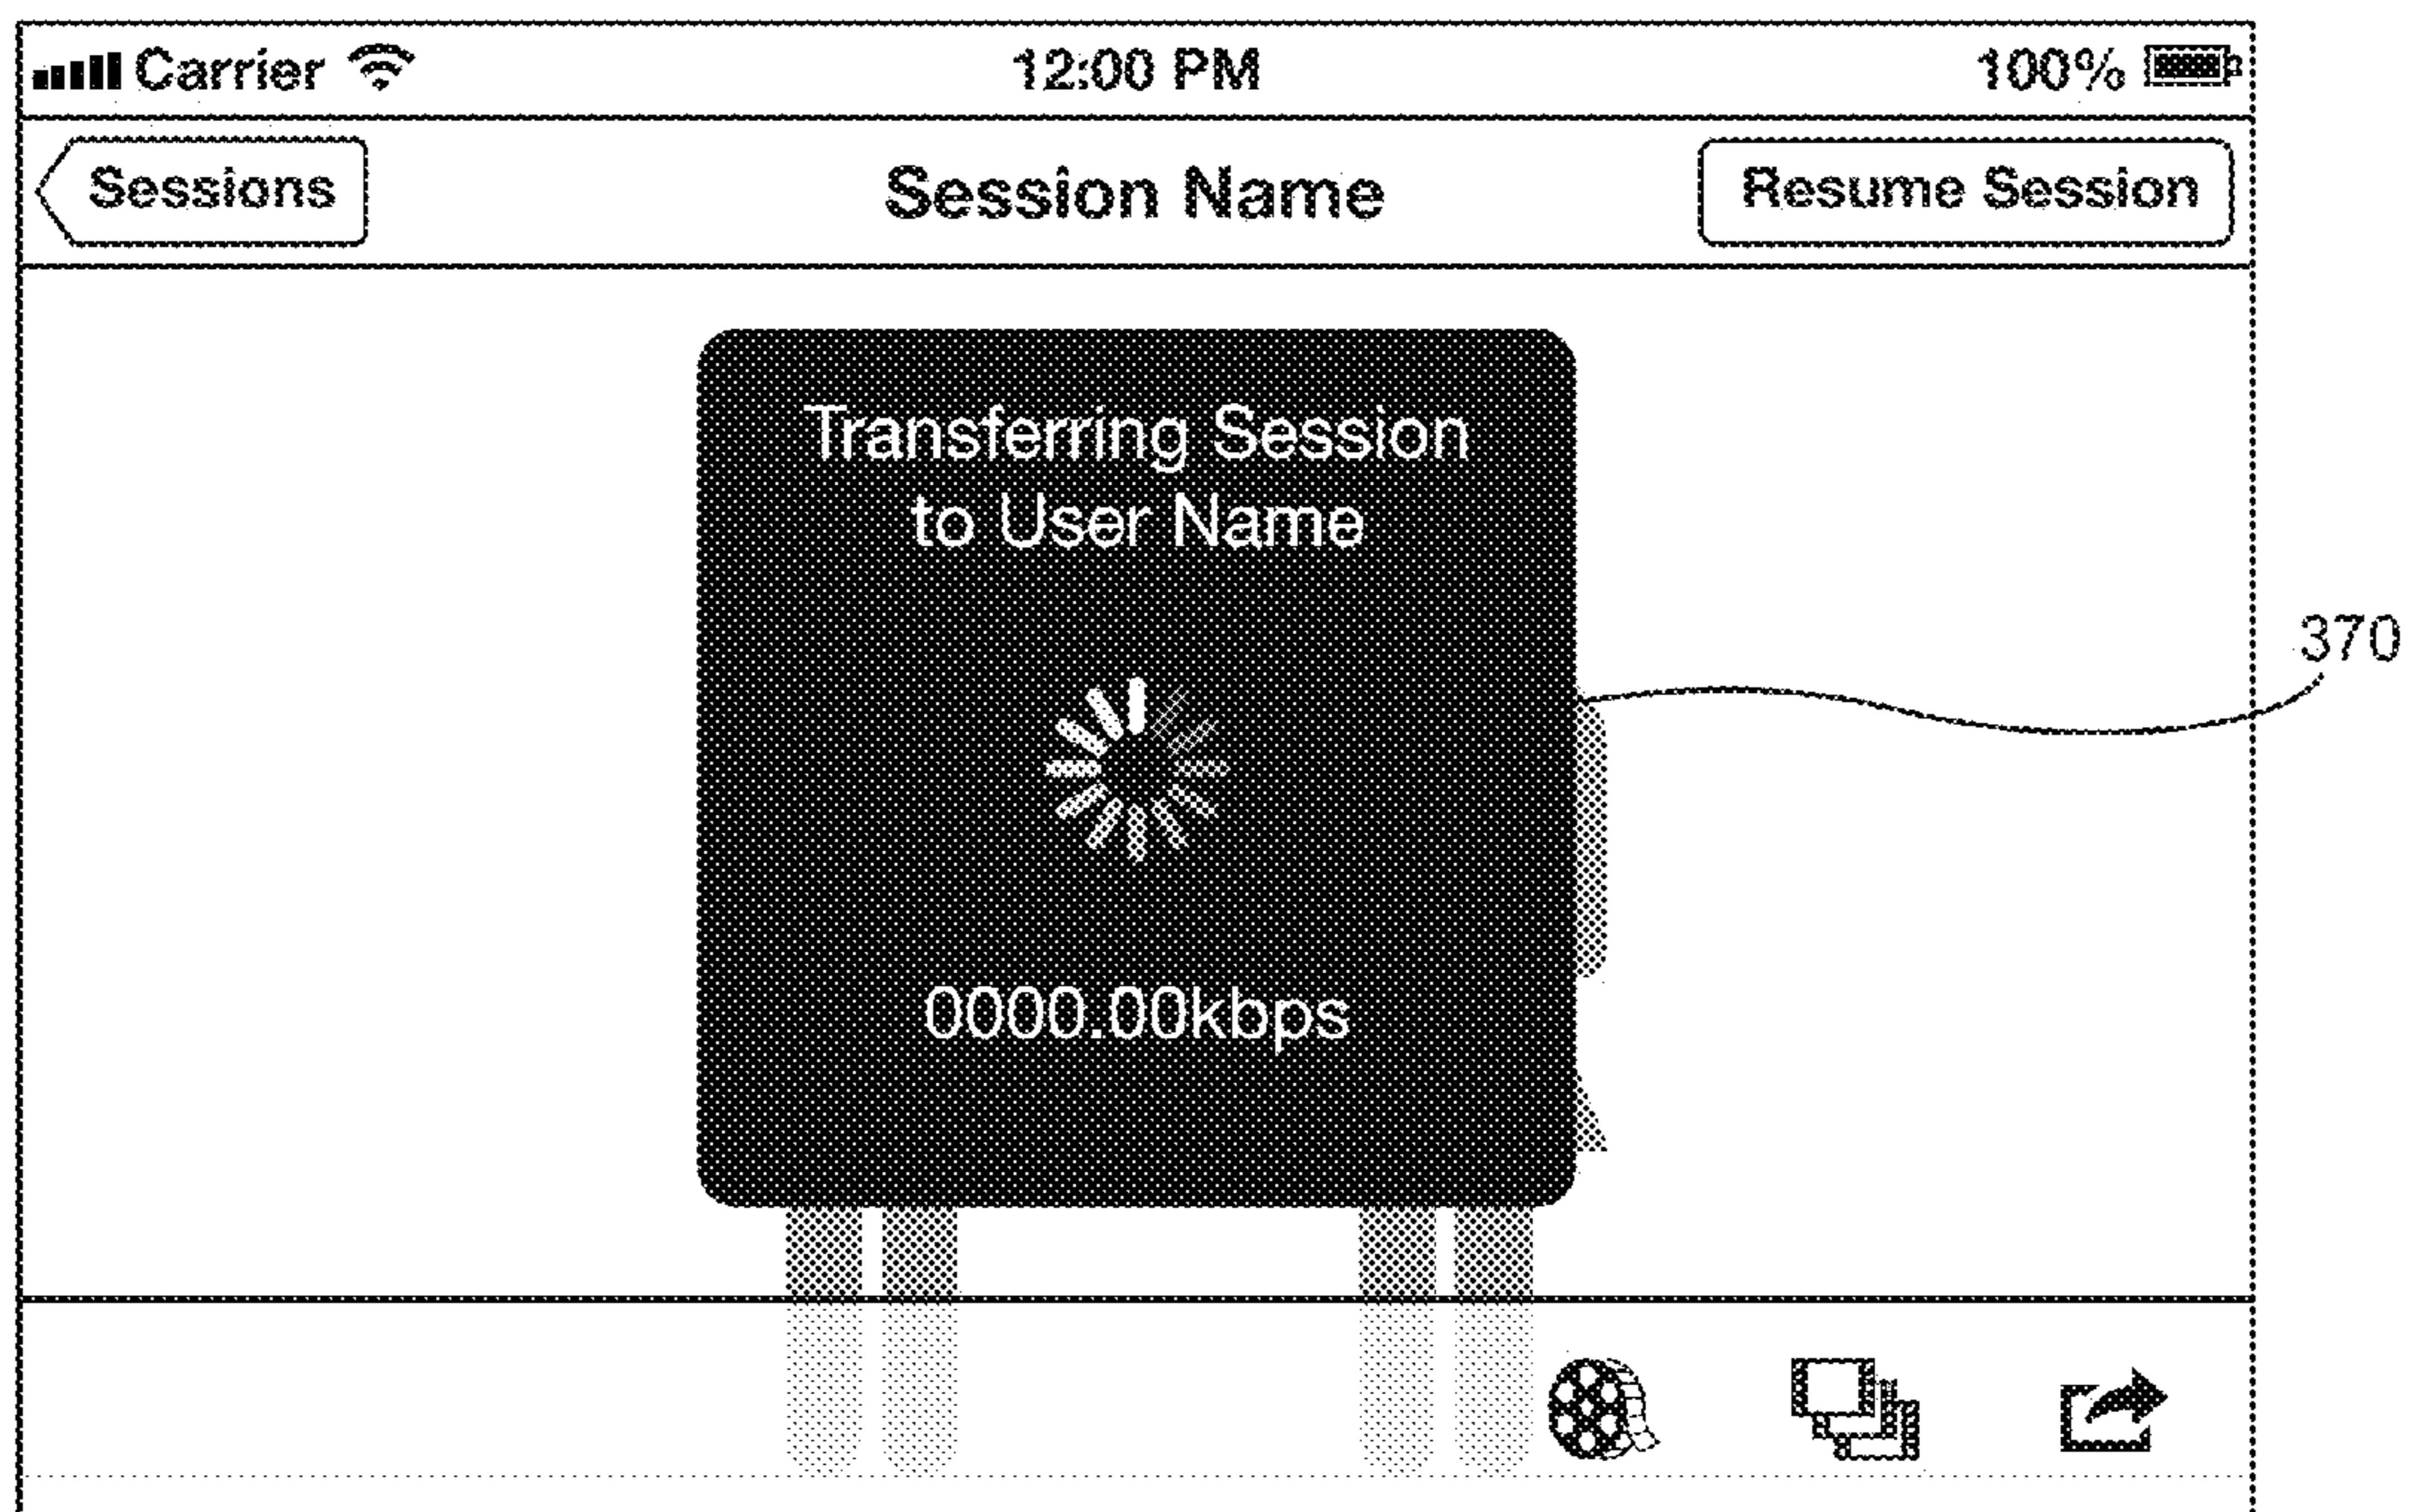 Carrier 12:00 PM 100%
Sessions Session Name Resume Session
Transferring Session
to User Name
370
0000.00kbps